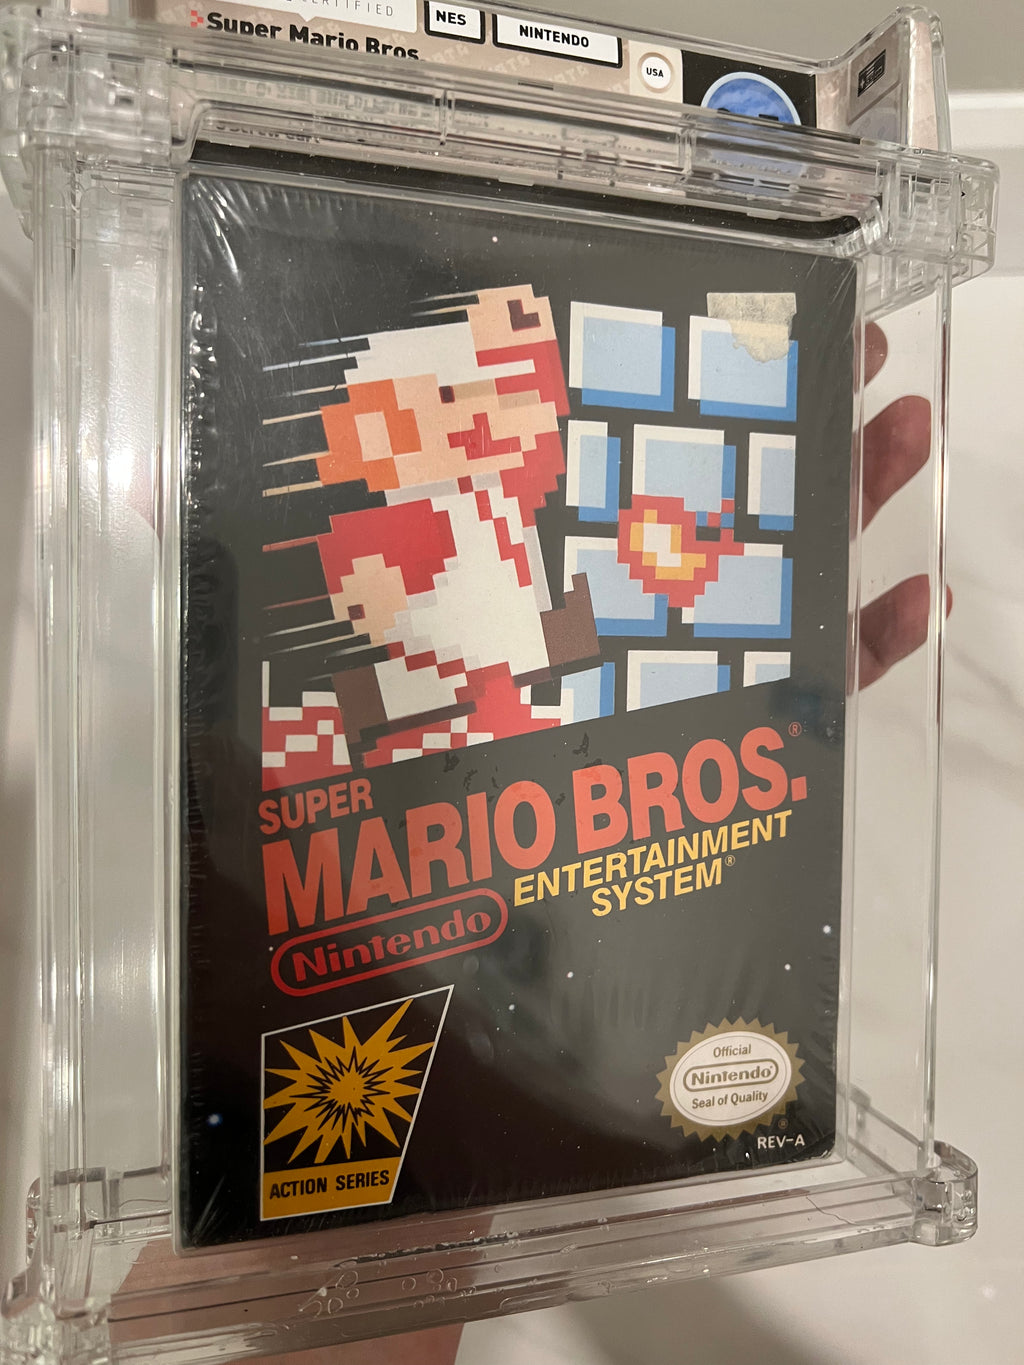 CERTIFIED
Super Mario Bros.
NES
NINTENDO
USA
SUPER
MARIO BROS.®
ENTERTAINMENT
SYSTEM®
Nintendo
ACTION SERIES
Official
Nintendo®
Seal of Quality
®
REV-A